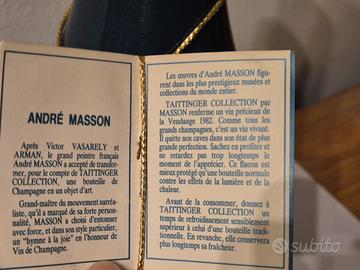 ANDRÉ MASSON
Après Victor VASARELY et
ARMAN, le grand peintre français
André MASSON a accepté de transfor-
mer, pour le compte de TAITTINGER
COLLECTION, une bouteille de
Champagne en un objet d'art.
Grand-maître du mouvement surréa-
liste, qu'il a marqué de sa forte person-
nalité, MASSON a choisi d'entonner
avec force, et dans son style particulier,
un "hymne à la joie" en l'honneur de
Vin de Champagne.
Les œuvres d'André MASSON figu-
rent dans les plus prestigieux musées et
collections du monde entier.
TAITTINGER COLLECTION par
MASSON renferme un vin précieux de
la Vendange 1982. Comme tous les
grands champagnes, c'est un vin vivant.
Il vieillit dans nos caves dans son état de plus
grande perfection. Sachez en profiter et
ne retardez pas trop longtemps le
moment de l'apprécier. Ce flacon est
mieux protégé qu'une bouteille normale
contre les effets de la lumière et de la
chaleur.
Avant de la consommer, donnez à
TAITTINGER COLLECTION un
temps de refroidissement sensiblement
supérieur à celui d'une bouteille tradi-
tionnelle. En revanche, elle conservera
plus longtemps sa fraîcheur.
subito